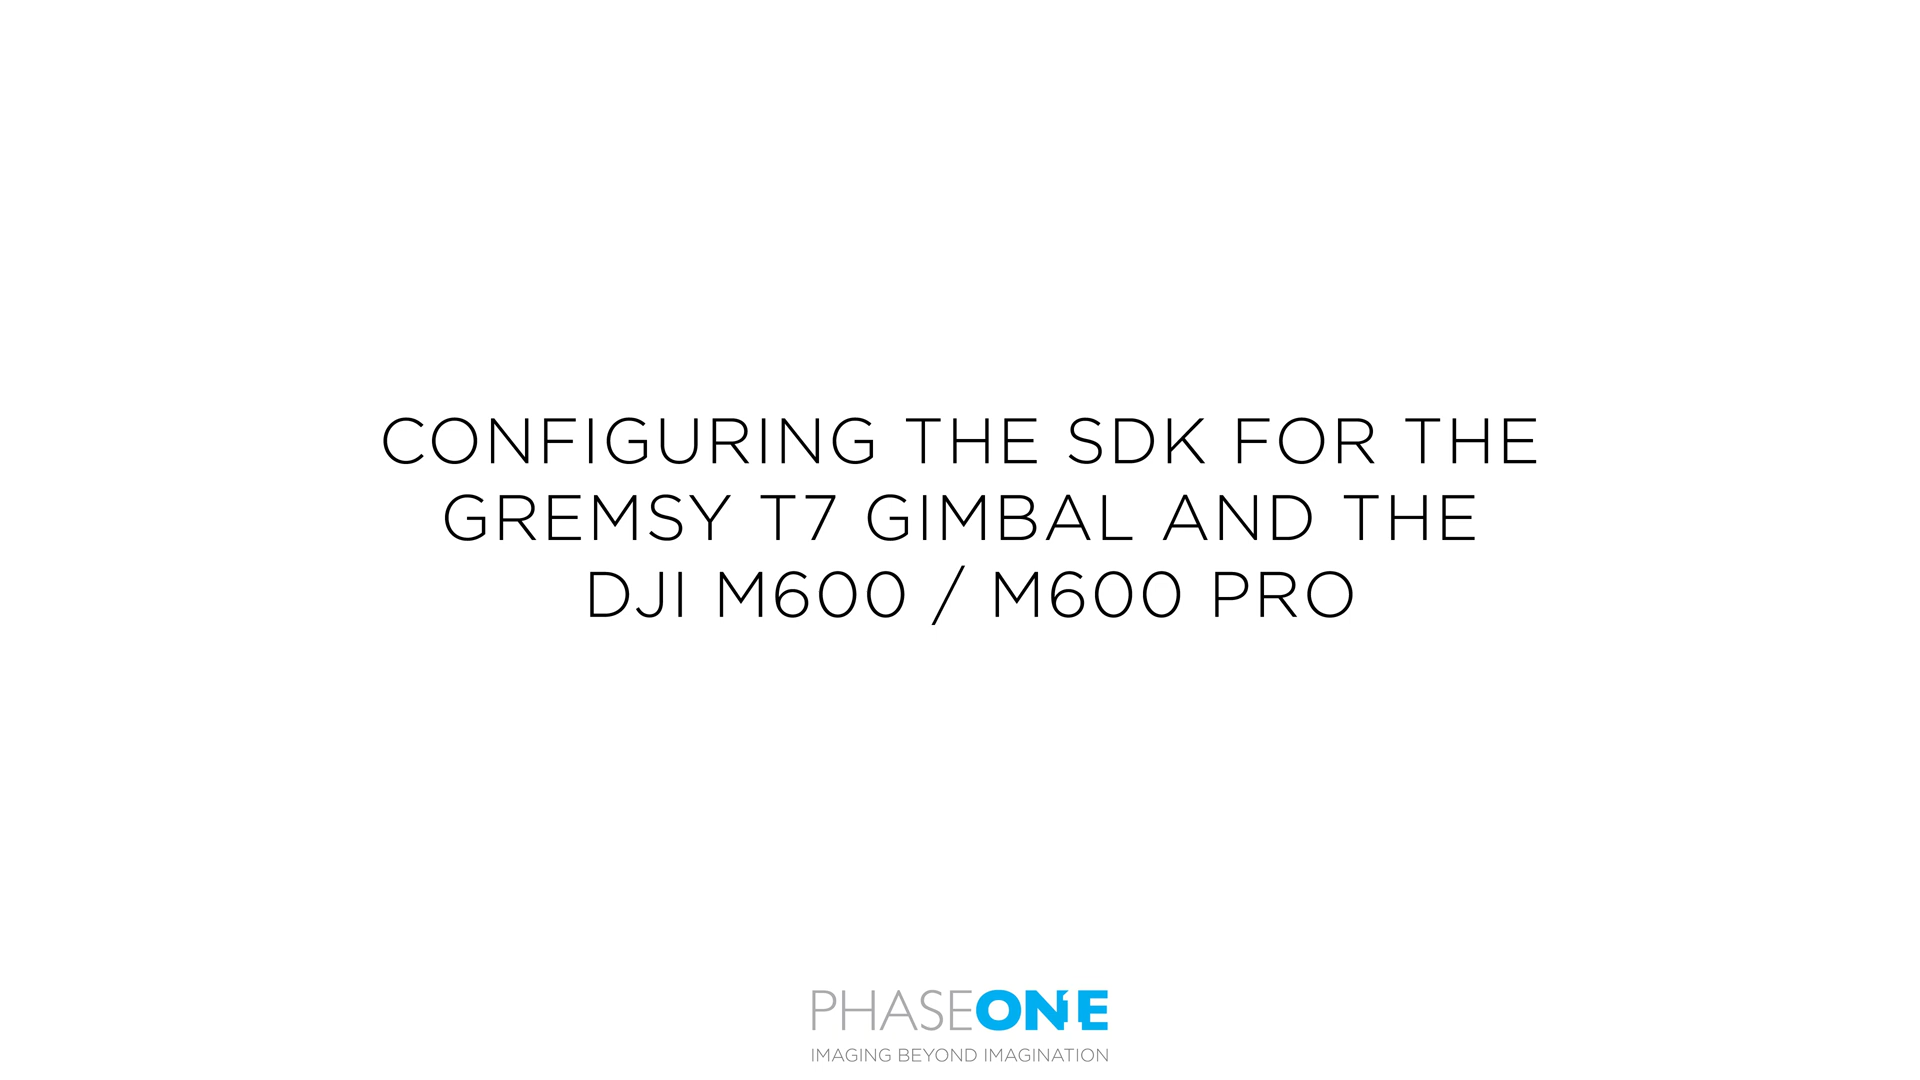 CONFIGURING THE SDK FOR THE
GREMSY T7 GIMBAL AND THE
DJI M600 / M600 PRO
PHASEONE
IMAGING BEYOND IMAGINATION